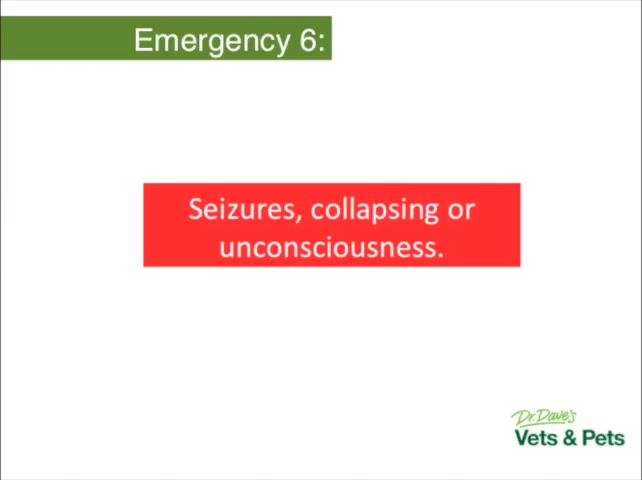 Emergency 6:
Seizures, collapsing or
unconsciousness.
Dr. Dave's
Vets & Pets